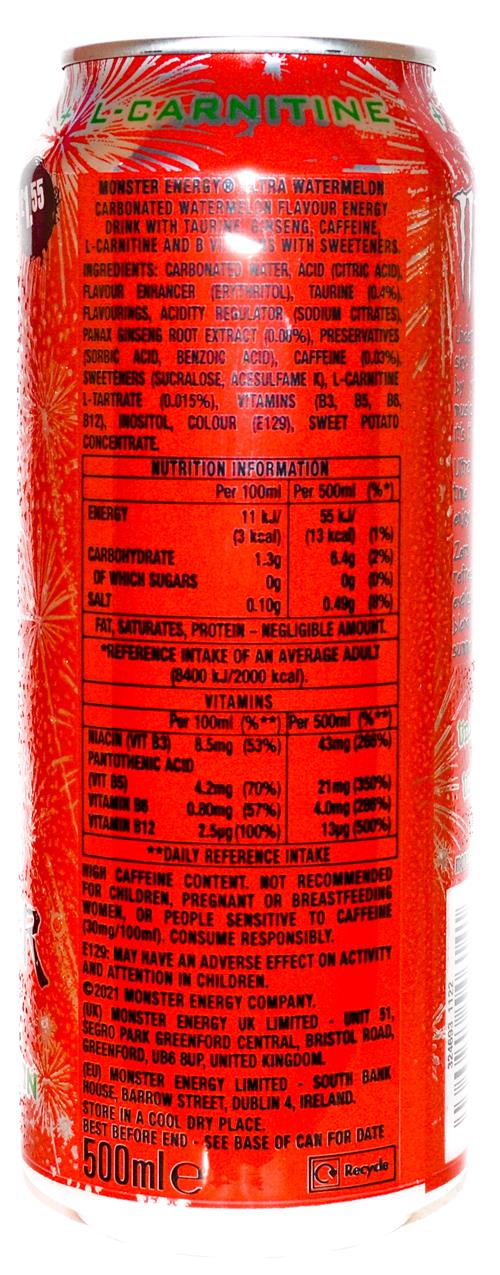 L-CARNITINE
55
MONSTER ENERGY® ULTRA WATERMELON
CARBONATED WATERMELON FLAVOUR ENERGY
DRINK WITH TAURINE, GINSENG, CAFFEINE,
L-CARNITINE AND B VITAMINS WITH SWEETENERS.
INGREDIENTS: CARBONATED WATER, ACID (CITRIC ACID),
FLAVOUR ENHANCER (ERYTHRITOL), TAURINE (0.4%),
FLAVOURINGS, ACIDITY REGULATOR (SODIUM CITRATES),
PANAX GINSENG ROOT EXTRACT (0.08%), PRESERVATIVES
(SORBIC ACID, BENZOIC ACID), CAFFEINE (0.03%),
SWEETENERS (SUCRALOSE, ACESULFAME K), L-CARNITINE
L-TARTRATE (0.015%), VITAMINS (B3, B5, B6,
B12), INOSITOL, COLOUR (E129), SWEET POTATO
CONCENTRATE.
NUTRITION INFORMATION
Per 100ml Per 500ml (%*)
ENERGY 11 kJ/ 55 kJ/
(3 kcal) (13 kcal) (1%)
CARBOHYDRATE 1.3g 6.4g (2%)
OF WHICH SUGARS 0g 0g (0%)
SALT 0.10g 0.49g (8%)
FAT, SATURATES, PROTEIN – NEGLIGIBLE AMOUNT.
*REFERENCE INTAKE OF AN AVERAGE ADULT
(8400 kJ/2000 kcal).
VITAMINS
Per 100ml (%**) Per 500ml (%**)
NIACIN (VIT B3) 8.5mg (53%) 43mg (266%)
PANTOTHENIC ACID
(VIT B5) 4.2mg (70%) 21mg (350%)
VITAMIN B6 0.80mg (57%) 4.0mg (286%)
VITAMIN B12 2.5µg (100%) 13µg (500%)
**DAILY REFERENCE INTAKE
HIGH CAFFEINE CONTENT. NOT RECOMMENDED
FOR CHILDREN, PREGNANT OR BREASTFEEDING
WOMEN, OR PEOPLE SENSITIVE TO CAFFEINE
(30mg/100ml). CONSUME RESPONSIBLY.
E129: MAY HAVE AN ADVERSE EFFECT ON ACTIVITY
AND ATTENTION IN CHILDREN.
©2021 MONSTER ENERGY COMPANY.
(UK) MONSTER ENERGY UK LIMITED - UNIT 51,
SEGRO PARK GREENFORD CENTRAL, BRISTOL ROAD,
GREENFORD, UB6 8UP, UNITED KINGDOM.
(EU) MONSTER ENERGY LIMITED - SOUTH BANK
HOUSE, BARROW STREET, DUBLIN 4, IRELAND.
STORE IN A COOL DRY PLACE.
BEST BEFORE END - SEE BASE OF CAN FOR DATE
500ml e
Recycle
324693 1122